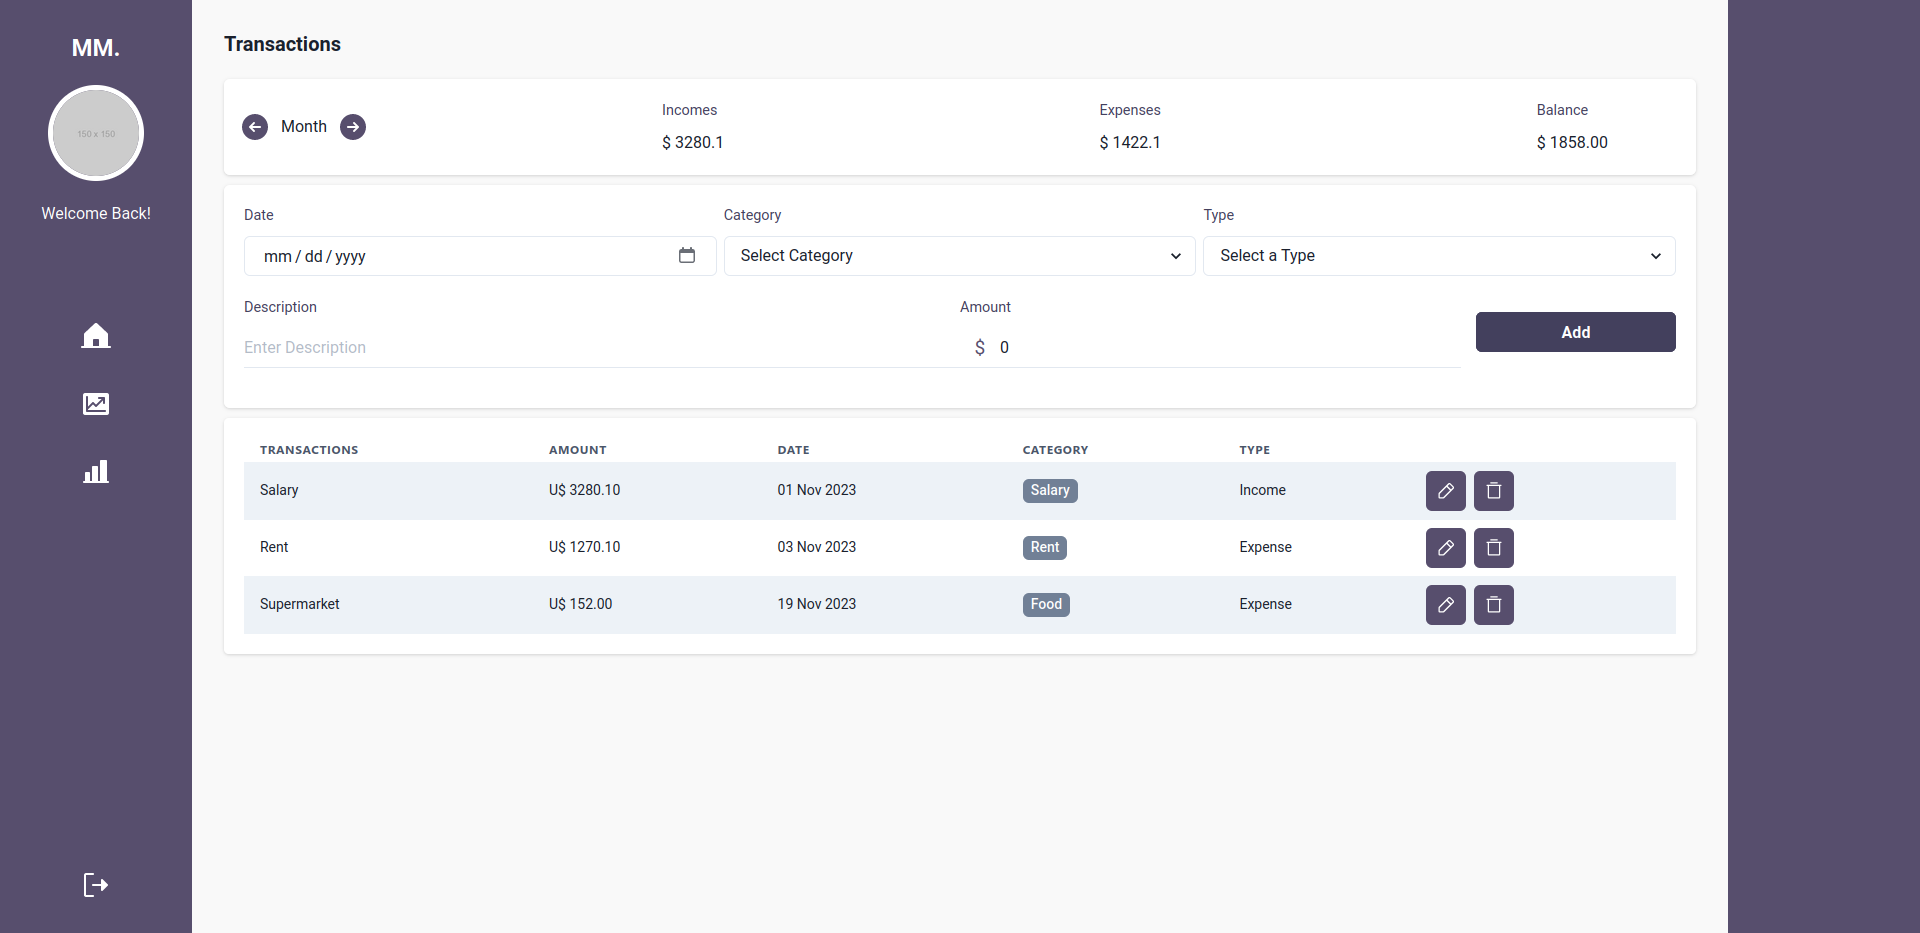 MM.
150 x 150
Welcome Back!
Transactions
Month
Incomes
$ 3280.1
Expenses
$ 1422.1
Balance
$ 1858.00
Date
mm / dd / yyyy
Category
Select Category
Type
Select a Type
Description
Enter Description
Amount
$ 0
Add
TRANSACTIONS AMOUNT DATE CATEGORY TYPE
Salary U$ 3280.10 01 Nov 2023 Salary Income
Rent U$ 1270.10 03 Nov 2023 Rent Expense
Supermarket U$ 152.00 19 Nov 2023 Food Expense